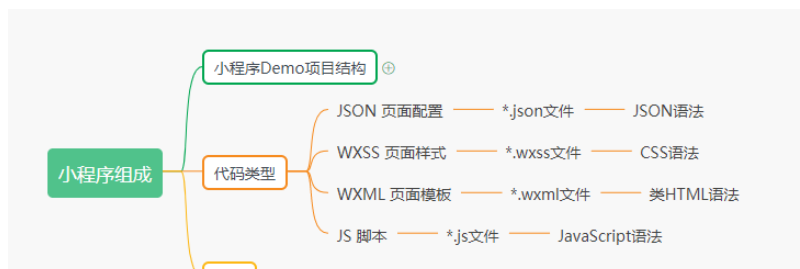 小程序Demo项目结构
JSON 页面配置 *.json文件 JSON语法
WXSS 页面样式 *.wxss文件 CSS语法
小程序组成
代码类型
WXML 页面模板 *.wxml文件 类HTML语法
JS 脚本 *.js文件 JavaScript语法